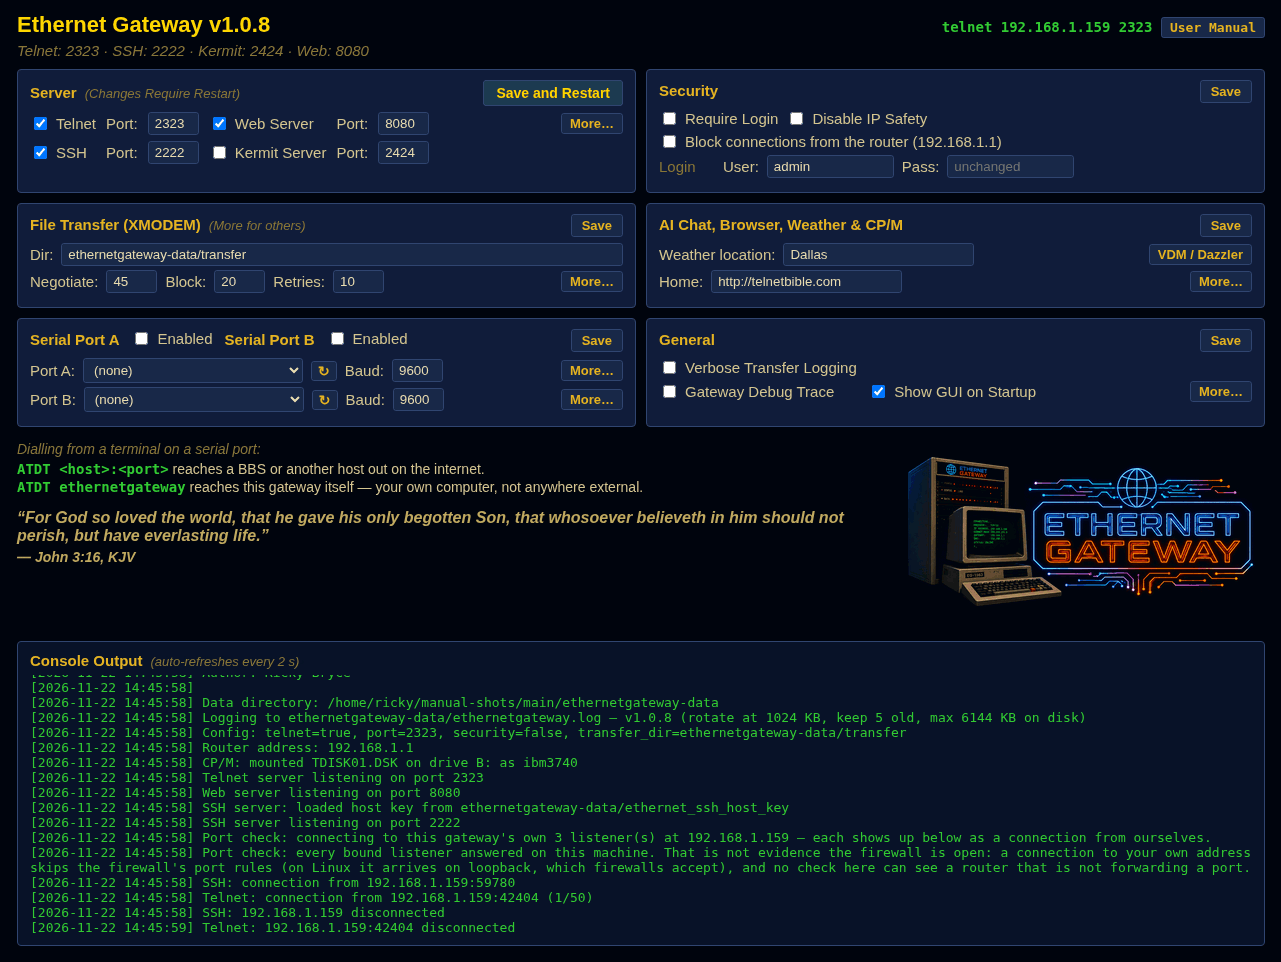 Ethernet Gateway v1.0.8
telnet 192.168.1.159 2323 User Manual
Telnet: 2323 · SSH: 2222 · Kermit: 2424 · Web: 8080
Server (Changes Require Restart) Save and Restart
Telnet Port: 2323 Web Server Port: 8080 More…
SSH Port: 2222 Kermit Server Port: 2424
Security Save
Require Login Disable IP Safety
Block connections from the router (192.168.1.1)
Login User: admin Pass: unchanged
File Transfer (XMODEM) (More for others) Save
Dir: ethernetgateway-data/transfer
Negotiate: 45 Block: 20 Retries: 10 More…
AI Chat, Browser, Weather & CP/M Save
Weather location: Dallas VDM / Dazzler
Home: http://telnetbible.com More…
Serial Port A Enabled Serial Port B Enabled Save
Port A: (none) ↻ Baud: 9600 More…
Port B: (none) ↻ Baud: 9600 More…
General Save
Verbose Transfer Logging
Gateway Debug Trace Show GUI on Startup More…
Dialling from a terminal on a serial port:
ATDT <host>:<port> reaches a BBS or another host out on the internet.
ATDT ethernetgateway reaches this gateway itself — your own computer, not anywhere external.
“For God so loved the world, that he gave his only begotten Son, that whosoever believeth in him should not
perish, but have everlasting life.”
— John 3:16, KJV
ETHERNET
GATEWAY
ETHERNET
GATEWAY
Console Output (auto-refreshes every 2 s)
[2026-11-22 14:45:58] Author: Ricky Bryce
[2026-11-22 14:45:58]
[2026-11-22 14:45:58] Data directory: /home/ricky/manual-shots/main/ethernetgateway-data
[2026-11-22 14:45:58] Logging to ethernetgateway-data/ethernetgateway.log — v1.0.8 (rotate at 1024 KB, keep 5 old, max 6144 KB on disk)
[2026-11-22 14:45:58] Config: telnet=true, port=2323, security=false, transfer_dir=ethernetgateway-data/transfer
[2026-11-22 14:45:58] Router address: 192.168.1.1
[2026-11-22 14:45:58] CP/M: mounted TDISK01.DSK on drive B: as ibm3740
[2026-11-22 14:45:58] Telnet server listening on port 2323
[2026-11-22 14:45:58] Web server listening on port 8080
[2026-11-22 14:45:58] SSH server: loaded host key from ethernetgateway-data/ethernet_ssh_host_key
[2026-11-22 14:45:58] SSH server listening on port 2222
[2026-11-22 14:45:58] Port check: connecting to this gateway's own 3 listener(s) at 192.168.1.159 — each shows up below as a connection from ourselves.
[2026-11-22 14:45:58] Port check: every bound listener answered on this machine. That is not evidence the firewall is open: a connection to your own address
skips the firewall's port rules (on Linux it arrives on loopback, which firewalls accept), and no check here can see a router that is not forwarding a port.
[2026-11-22 14:45:58] SSH: connection from 192.168.1.159:59780
[2026-11-22 14:45:58] Telnet: connection from 192.168.1.159:42404 (1/50)
[2026-11-22 14:45:58] SSH: 192.168.1.159 disconnected
[2026-11-22 14:45:59] Telnet: 192.168.1.159:42404 disconnected